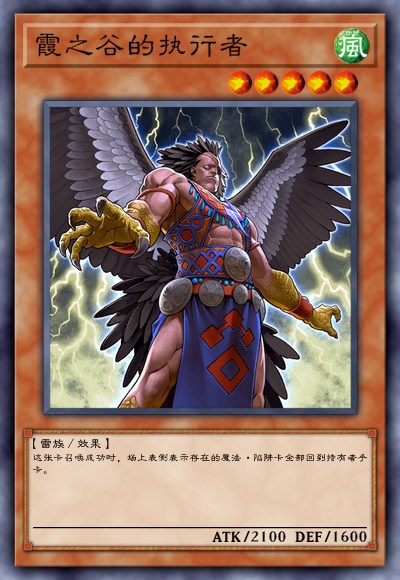 霞之谷的执行者
風
【雷族／效果】
这张卡召唤成功时，场上表侧表示存在的魔法·陷阱卡全部回到持有者手
卡。
ATK/2100 DEF/1600